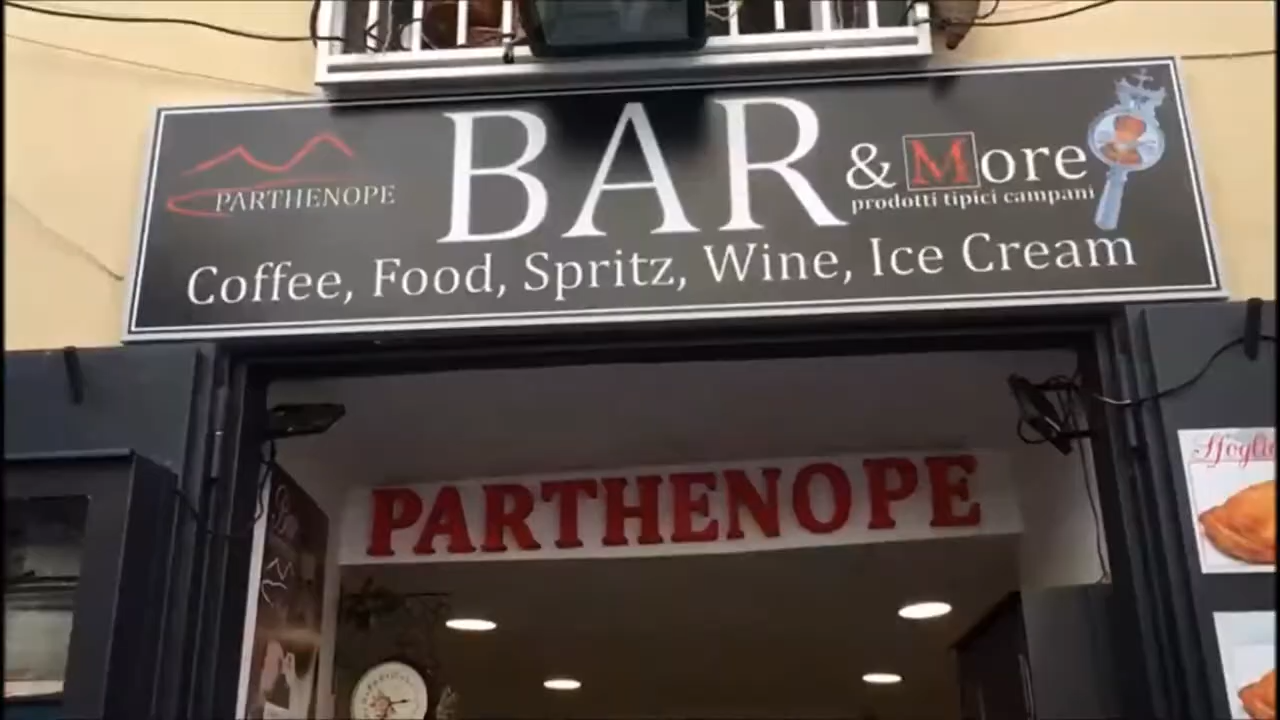 PARTHENOPE
BAR
& More
prodotti tipici campani
Coffee, Food, Spritz, Wine, Ice Cream
PARTHENOPE